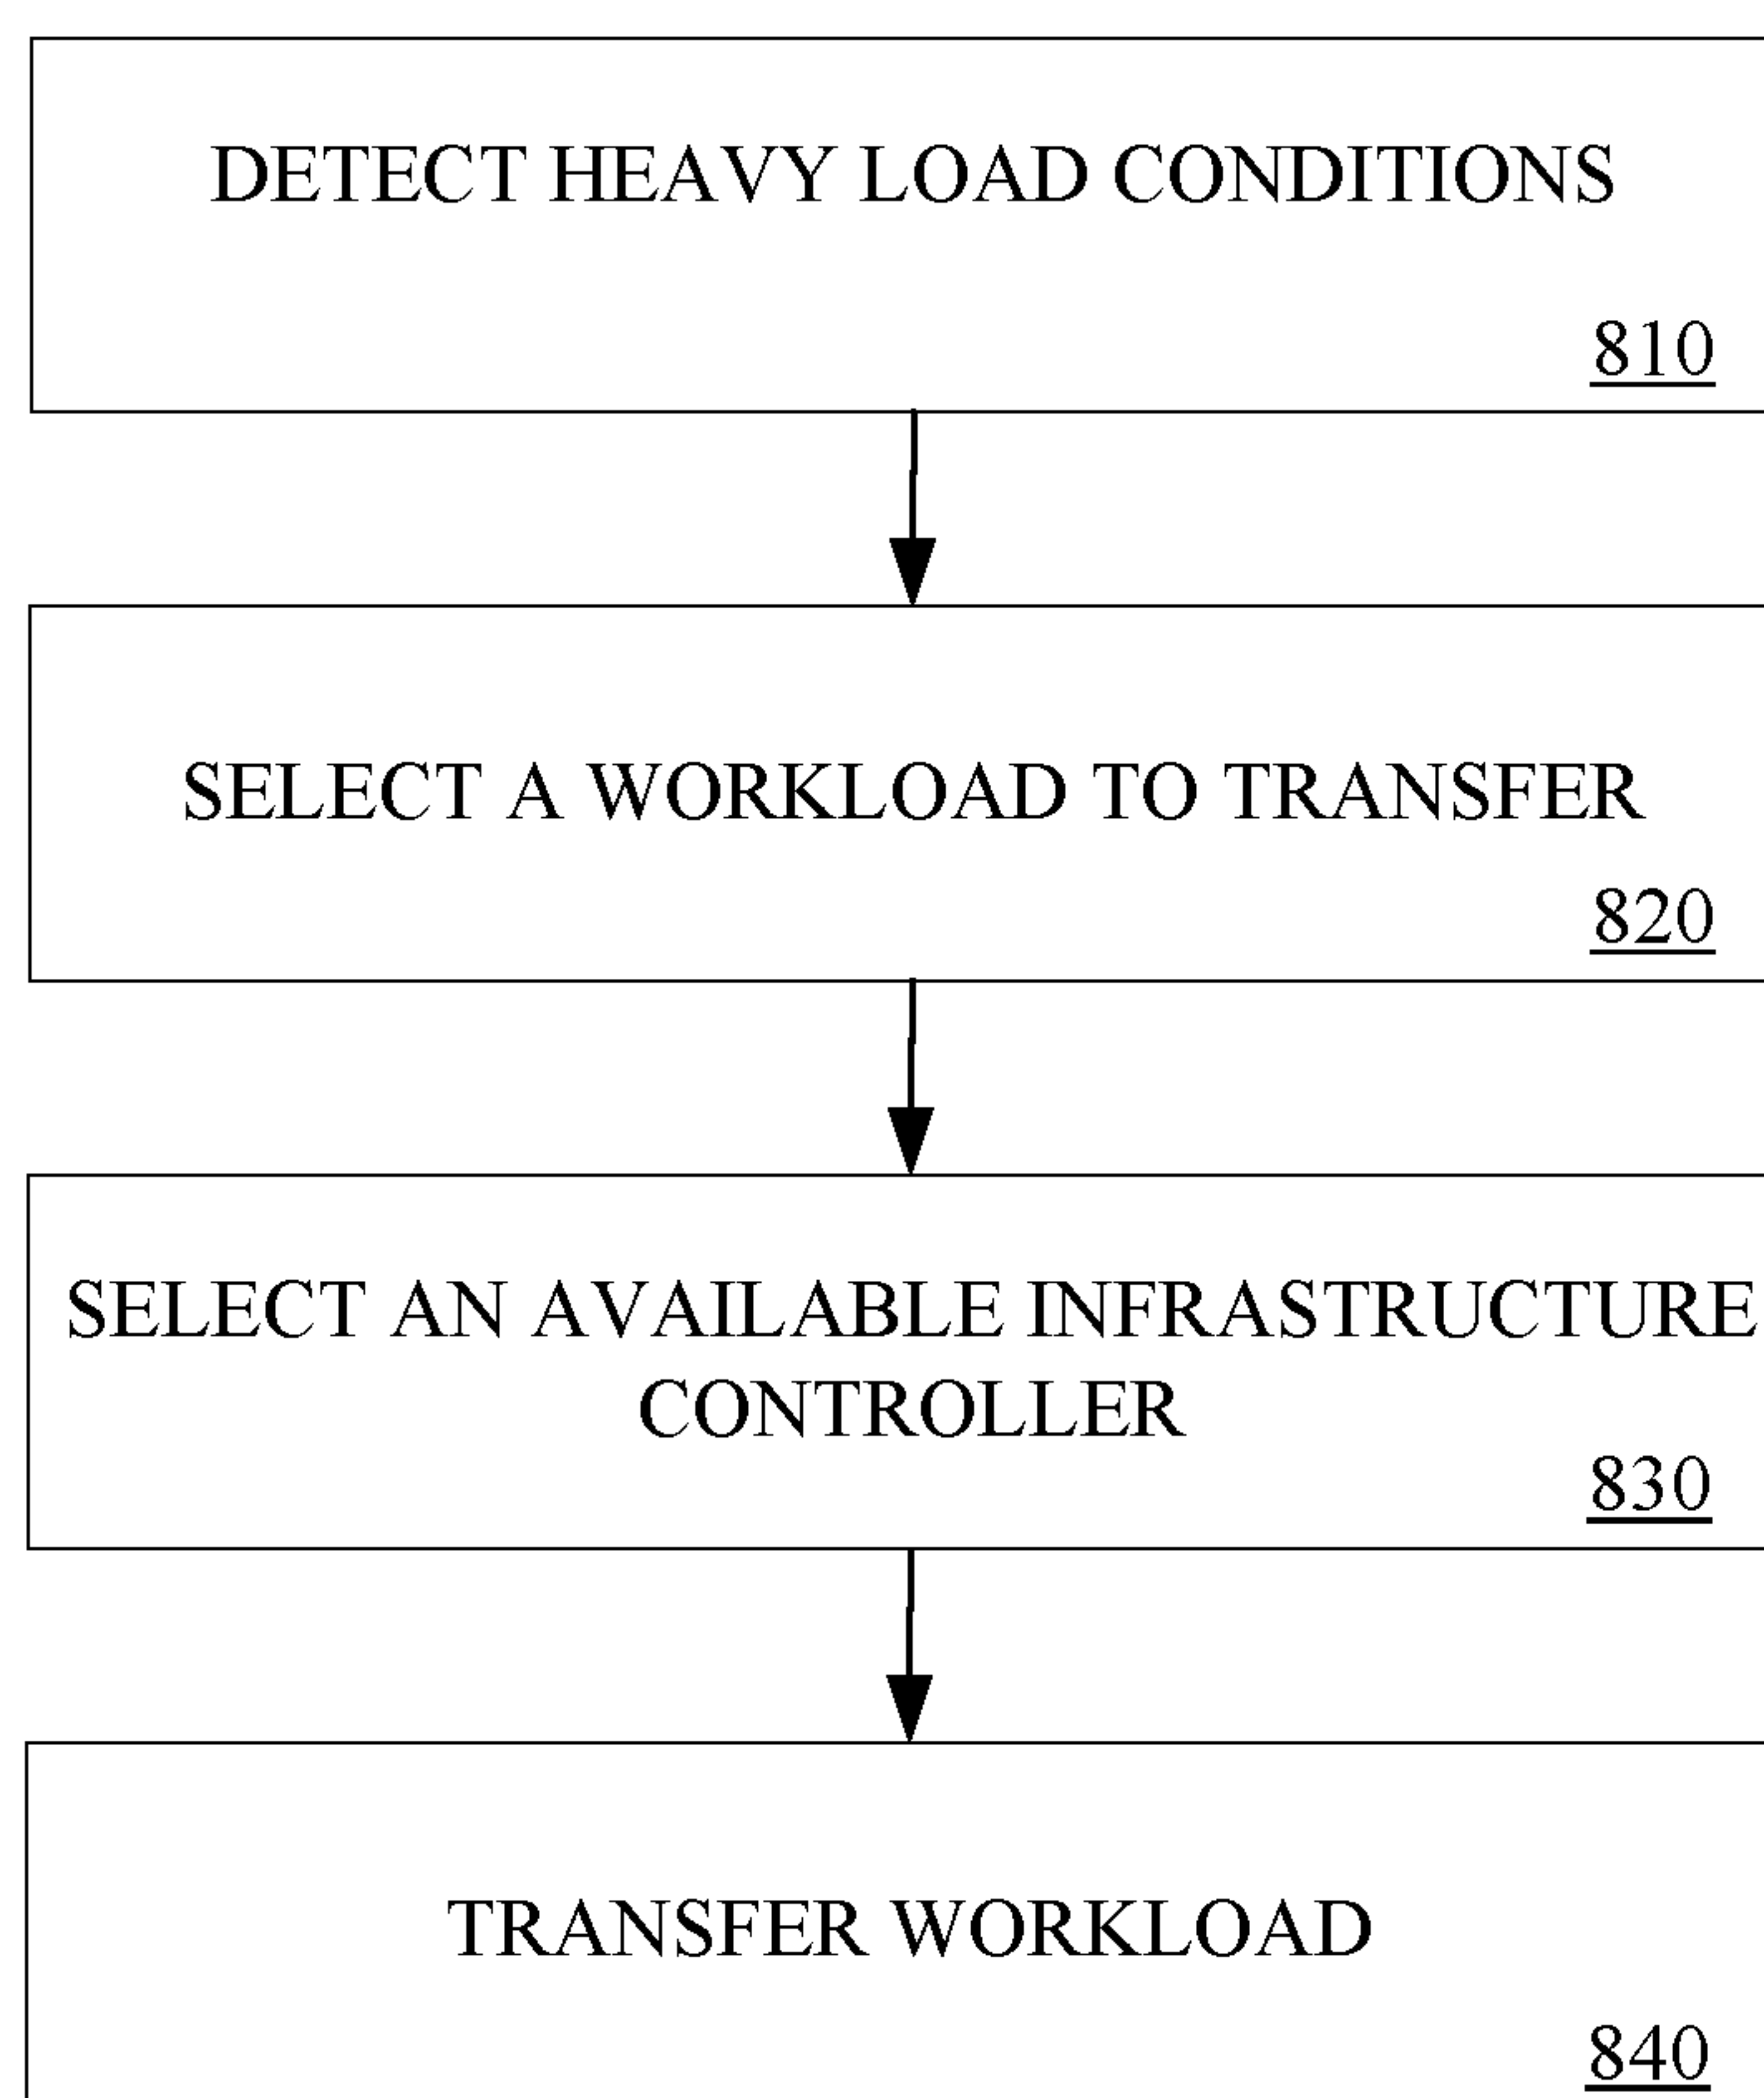 DETECT HEAVY LOAD CONDITIONS
810
SELECT A WORKLOAD TO TRANSFER
820
SELECT AN AVAILABLE INFRASTRUCTURE
CONTROLLER
830
TRANSFER WORKLOAD
840